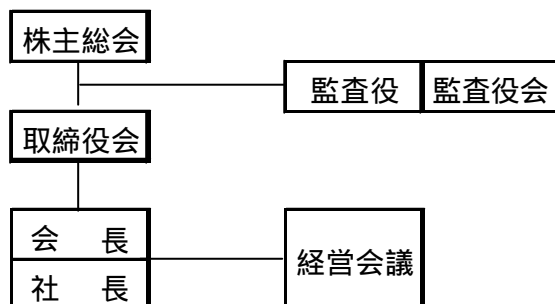 株主総会
監査役 監査役会
取締役会
会 長
社 長
経営会議